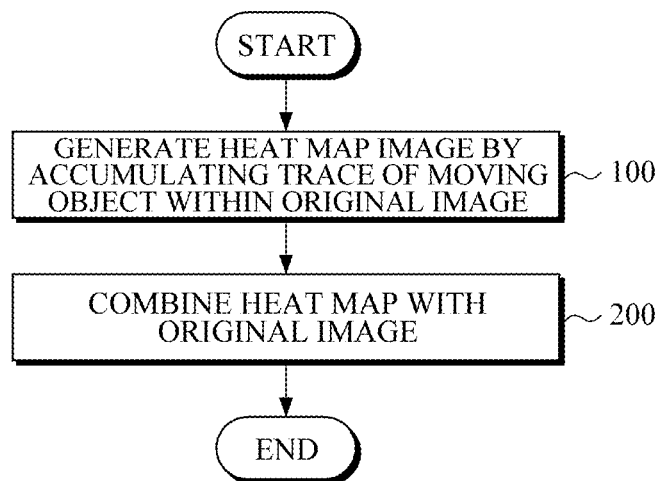 START
GENERATE HEAT MAP IMAGE BY
ACCUMULATING TRACE OF MOVING
OBJECT WITHIN ORIGINAL IMAGE
100
COMBINE HEAT MAP WITH
ORIGINAL IMAGE
200
END